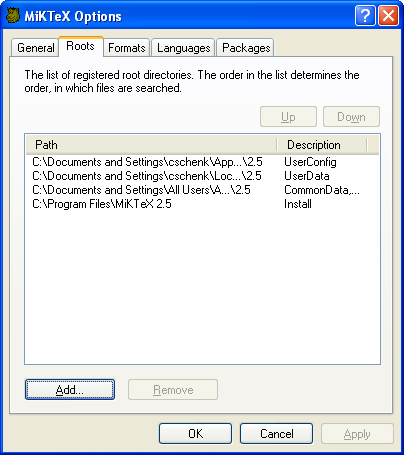 MiKTeX Options
General Roots Formats Languages Packages
The list of registered root directories. The order in the list determines the
order, in which files are searched.
Up Down
Path Description
C:\Documents and Settings\cschenk\App...\2.5 UserConfig
C:\Documents and Settings\cschenk\Loc...\2.5 UserData
C:\Documents and Settings\All Users\A...\2.5 CommonData,...
C:\Program Files\MiKTeX 2.5 Install
Add... Remove
OK Cancel Apply